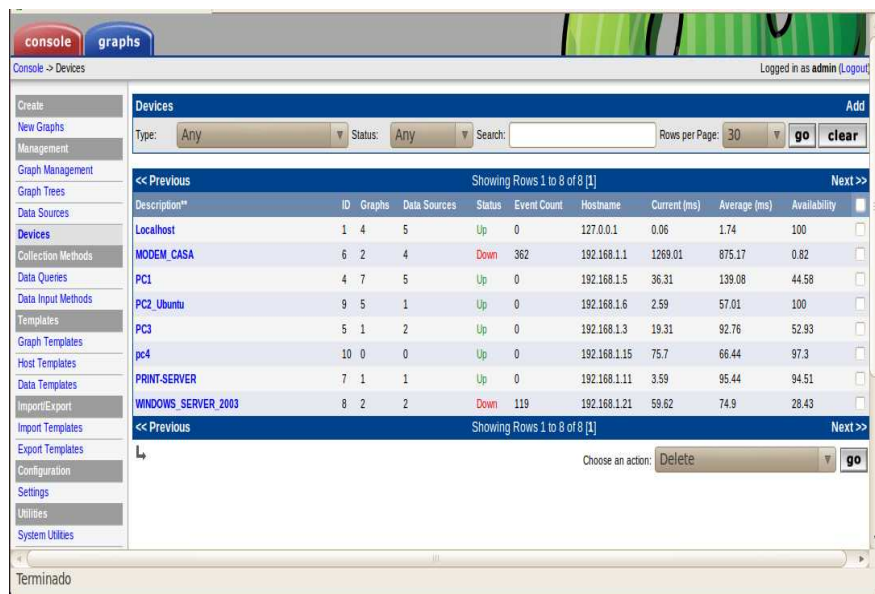 console graphs
Console -> Devices Logged in as admin (Logout)
Create
New Graphs
Management
Graph Management
Graph Trees
Data Sources
Devices
Collection Methods
Data Queries
Data Input Methods
Templates
Graph Templates
Host Templates
Data Templates
Import/Export
Import Templates
Export Templates
Configuration
Settings
Utilities
System Utilities
Devices Add
Type: Any Status: Any Search: Rows per Page: 30 go clear
<< Previous Showing Rows 1 to 8 of 8 [1] Next >>
Description** ID Graphs Data Sources Status Event Count Hostname Current (ms) Average (ms) Availability
Localhost 1 4 5 Up 0 127.0.0.1 0.06 1.74 100
MODEM_CASA 6 2 4 Down 362 192.168.1.1 1269.01 875.17 0.82
PC1 4 7 5 Up 0 192.168.1.5 36.31 139.08 44.58
PC2_Ubuntu 9 5 1 Up 0 192.168.1.6 2.59 57.01 100
PC3 5 1 2 Up 0 192.168.1.3 19.31 92.76 52.93
pc4 10 0 0 Up 0 192.168.1.15 75.7 66.44 97.3
PRINT-SERVER 7 1 1 Up 0 192.168.1.11 3.59 95.44 94.51
WINDOWS_SERVER_2003 8 2 2 Down 119 192.168.1.21 59.62 74.9 28.43
<< Previous Showing Rows 1 to 8 of 8 [1] Next >>
Choose an action: Delete go
Terminado